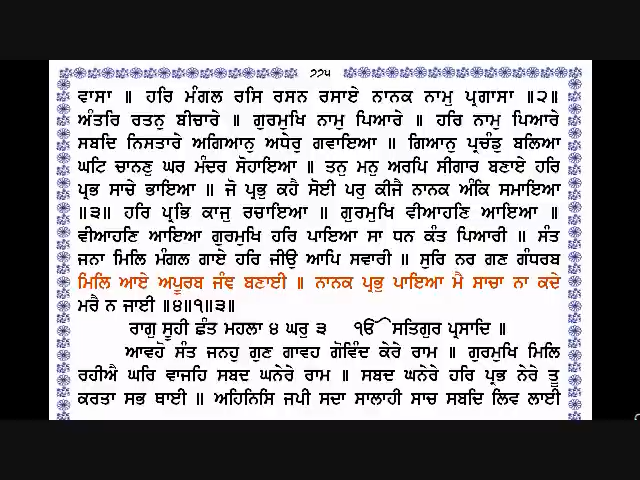 ੭੭੫
ਵਾਸਾ ॥ ਹਰਿ ਮੰਗਲ ਰਸਿ ਰਸਨ ਰਸਾਏ ਨਾਨਕ ਨਾਮੁ ਪ੍ਰਗਾਸਾ ॥੨॥
ਅੰਤਰਿ ਰਤਨੁ ਬੀਚਾਰੇ ॥ ਗੁਰਮੁਖਿ ਨਾਮੁ ਪਿਆਰੇ ॥ ਹਰਿ ਨਾਮੁ ਪਿਆਰੇ
ਸਬਦਿ ਨਿਸਤਾਰੇ ਅਗਿਆਨੁ ਅਧੇਰੁ ਗਵਾਇਆ ॥ ਗਿਆਨੁ ਪ੍ਰਚੰਡੁ ਬਲਿਆ
ਘਟਿ ਚਾਨਣੁ ਘਰ ਮੰਦਰ ਸੋਹਾਇਆ ॥ ਤਨੁ ਮਨੁ ਅਰਪਿ ਸੀਗਾਰ ਬਣਾਏ ਹਰਿ
ਪ੍ਰਭ ਸਾਚੇ ਭਾਇਆ ॥ ਜੋ ਪ੍ਰਭੁ ਕਹੈ ਸੋਈ ਪਰੁ ਕੀਜੈ ਨਾਨਕ ਅੰਕਿ ਸਮਾਇਆ
॥੩॥ ਹਰਿ ਪ੍ਰਭਿ ਕਾਜੁ ਰਚਾਇਆ ॥ ਗੁਰਮੁਖਿ ਵੀਆਹਣਿ ਆਇਆ ॥
ਵੀਆਹਣਿ ਆਇਆ ਗੁਰਮੁਖਿ ਹਰਿ ਪਾਇਆ ਸਾ ਧਨ ਕੰਤ ਪਿਆਰੀ ॥ ਸੰਤ
ਜਨਾ ਮਿਲਿ ਮੰਗਲ ਗਾਏ ਹਰਿ ਜੀਉ ਆਪਿ ਸਵਾਰੀ ॥ ਸੁਰਿ ਨਰ ਗਣ ਗੰਧਰਬ
ਮਿਲਿ ਆਏ ਅਪੂਰਬ ਜੰਞ ਬਣਾਈ ॥ ਨਾਨਕ ਪ੍ਰਭੁ ਪਾਇਆ ਮੈ ਸਾਚਾ ਨਾ ਕਦੇ
ਮਰੈ ਨ ਜਾਈ ॥੪॥੧॥੩॥
ਰਾਗੁ ਸੂਹੀ ਛੰਤ ਮਹਲਾ ੪ ਘਰੁ ੩ ੴ ਸਤਿਗੁਰ ਪ੍ਰਸਾਦਿ ॥
ਆਵਹੋ ਸੰਤ ਜਨਹੁ ਗੁਣ ਗਾਵਹ ਗੋਵਿੰਦ ਕੇਰੇ ਰਾਮ ॥ ਗੁਰਮੁਖਿ ਮਿਲਿ
ਰਹੀਐ ਘਰਿ ਵਾਜਹਿ ਸਬਦ ਘਨੇਰੇ ਰਾਮ ॥ ਸਬਦ ਘਨੇਰੇ ਹਰਿ ਪ੍ਰਭ ਨੇਰੇ ਤੂ
ਕਰਤਾ ਸਭ ਥਾਈ ॥ ਅਹਿਨਿਸਿ ਜਪੀ ਸਦਾ ਸਾਲਾਹੀ ਸਾਚ ਸਬਦਿ ਲਿਵ ਲਾਈ